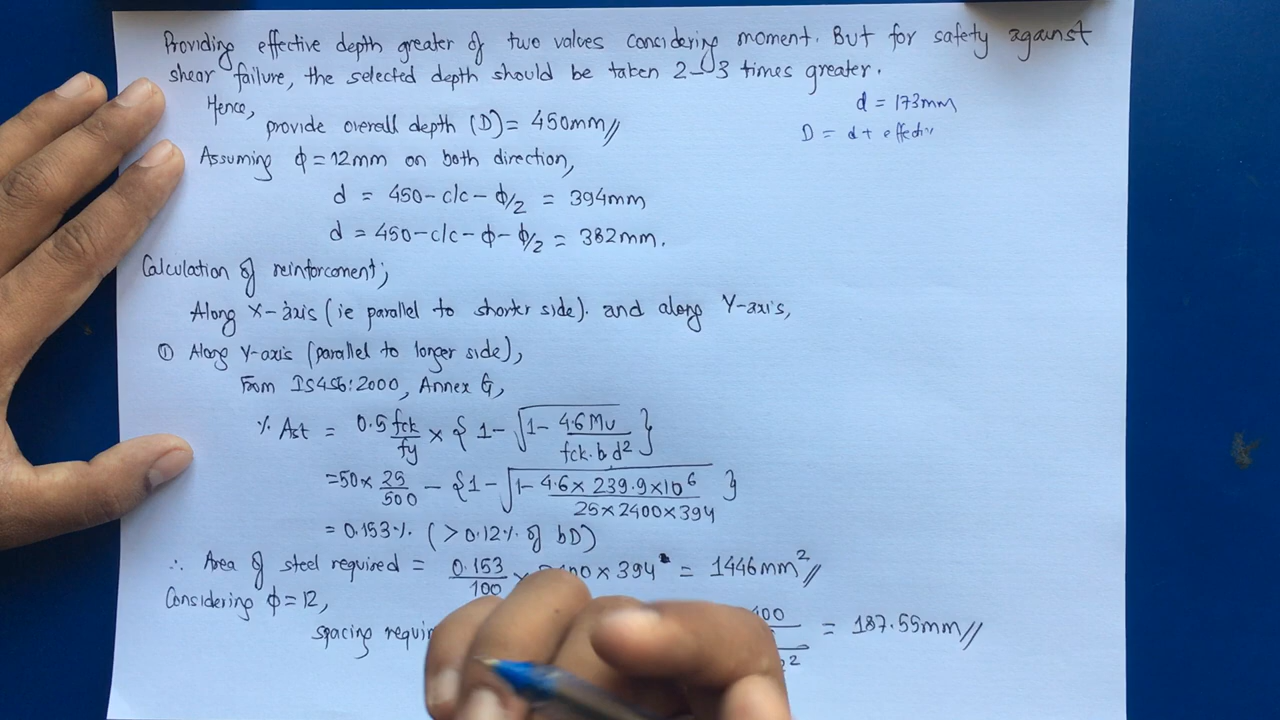 Providing effective depth greater of two values considering moment. But for safety against
shear failure, the selected depth should be taken 2-3 times greater.
d = 173mm
Hence,
provide overall depth (D) = 450mm//
D = d + effectiv
Assuming ϕ = 12mm on both direction,
d = 450 - c/c - ϕ/2 = 394mm
d = 450 - c/c - ϕ - ϕ/2 = 382mm.
Calculation of reinforcement;
Along X-axis (ie parallel to shorter side). and along Y-axis,
① Along Y-axis (parallel to longer side),
From IS456:2000, Annex G,
% Ast = 0.5 fck/fy × { 1 - √(1 - 4.6 Mu / fck.b d²) }
= 50 × 25/500 - { 1 - √(1 - 4.6 × 239.9 × 10⁶ / 25 × 2400 × 394) }
= 0.153% (> 0.12% of bD)
∴ Area of steel required = 0.153/100 × 400 × 394 = 1446mm²//
Considering ϕ = 12,
spacing requir 400 = 187.55mm//